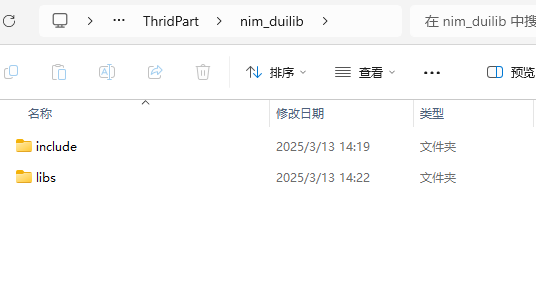 ThridPart nim_duilib 在 nim_duilib 中搜
排序 查看 预览
名称 修改日期 类型
include 2025/3/13 14:19 文件夹
libs 2025/3/13 14:22 文件夹